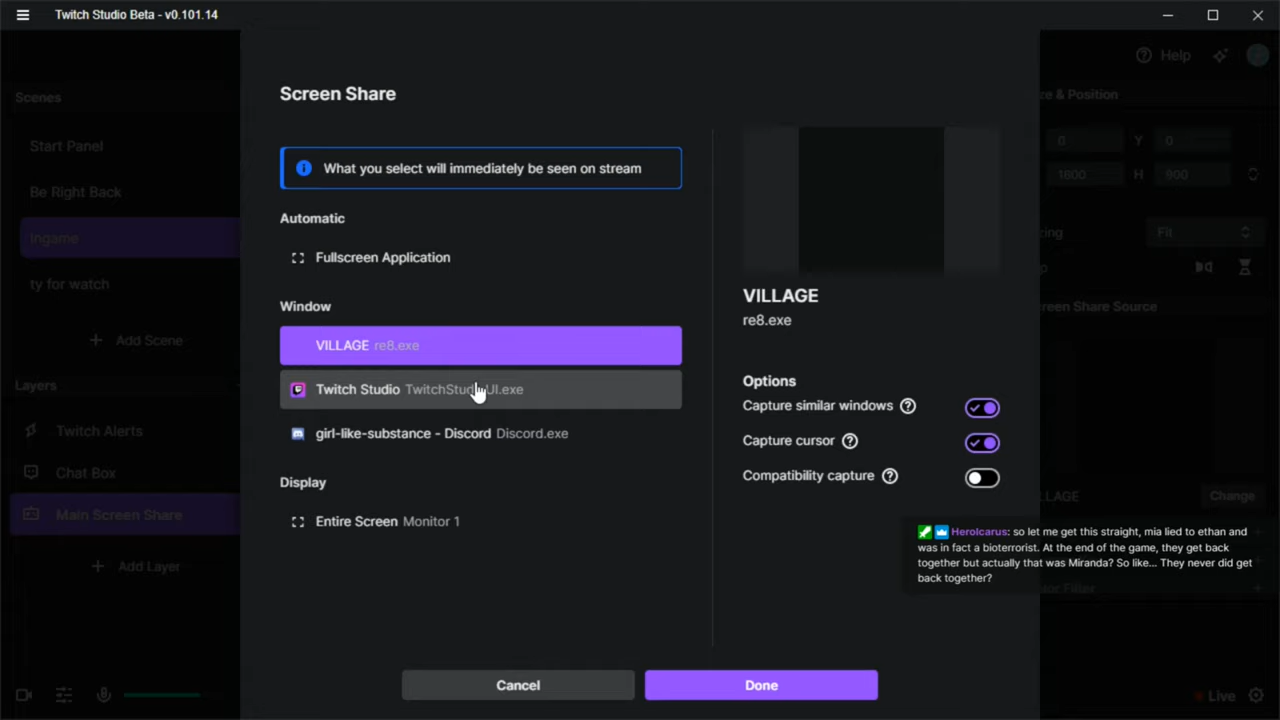 Twitch Studio Beta - v0.101.14
Help
Scenes
Start Panel
Be Right Back
Ingame
ty for watch
Add Scene
Layers
Twitch Alerts
Chat Box
Main Screen Share
Add Layer
Screen Share
What you select will immediately be seen on stream
Automatic
Fullscreen Application
Window
VILLAGE re8.exe
Twitch Studio
girl-like-substance - Discord Discord.exe
Display
Entire Screen Monitor 1
Cancel
Done
VILLAGE
re8.exe
Options
Capture similar windows
Capture cursor
Compatibility capture
& Position
0 Y 0
1600 H 900
Fit
Screen Share Source
Change
HeroIcarus: so let me get this straight, mia lied to ethan and
was in fact a bioterrorist. At the end of the game, they get back
together but actually that was Miranda? So like... They never did get
back together?
Filter
Live